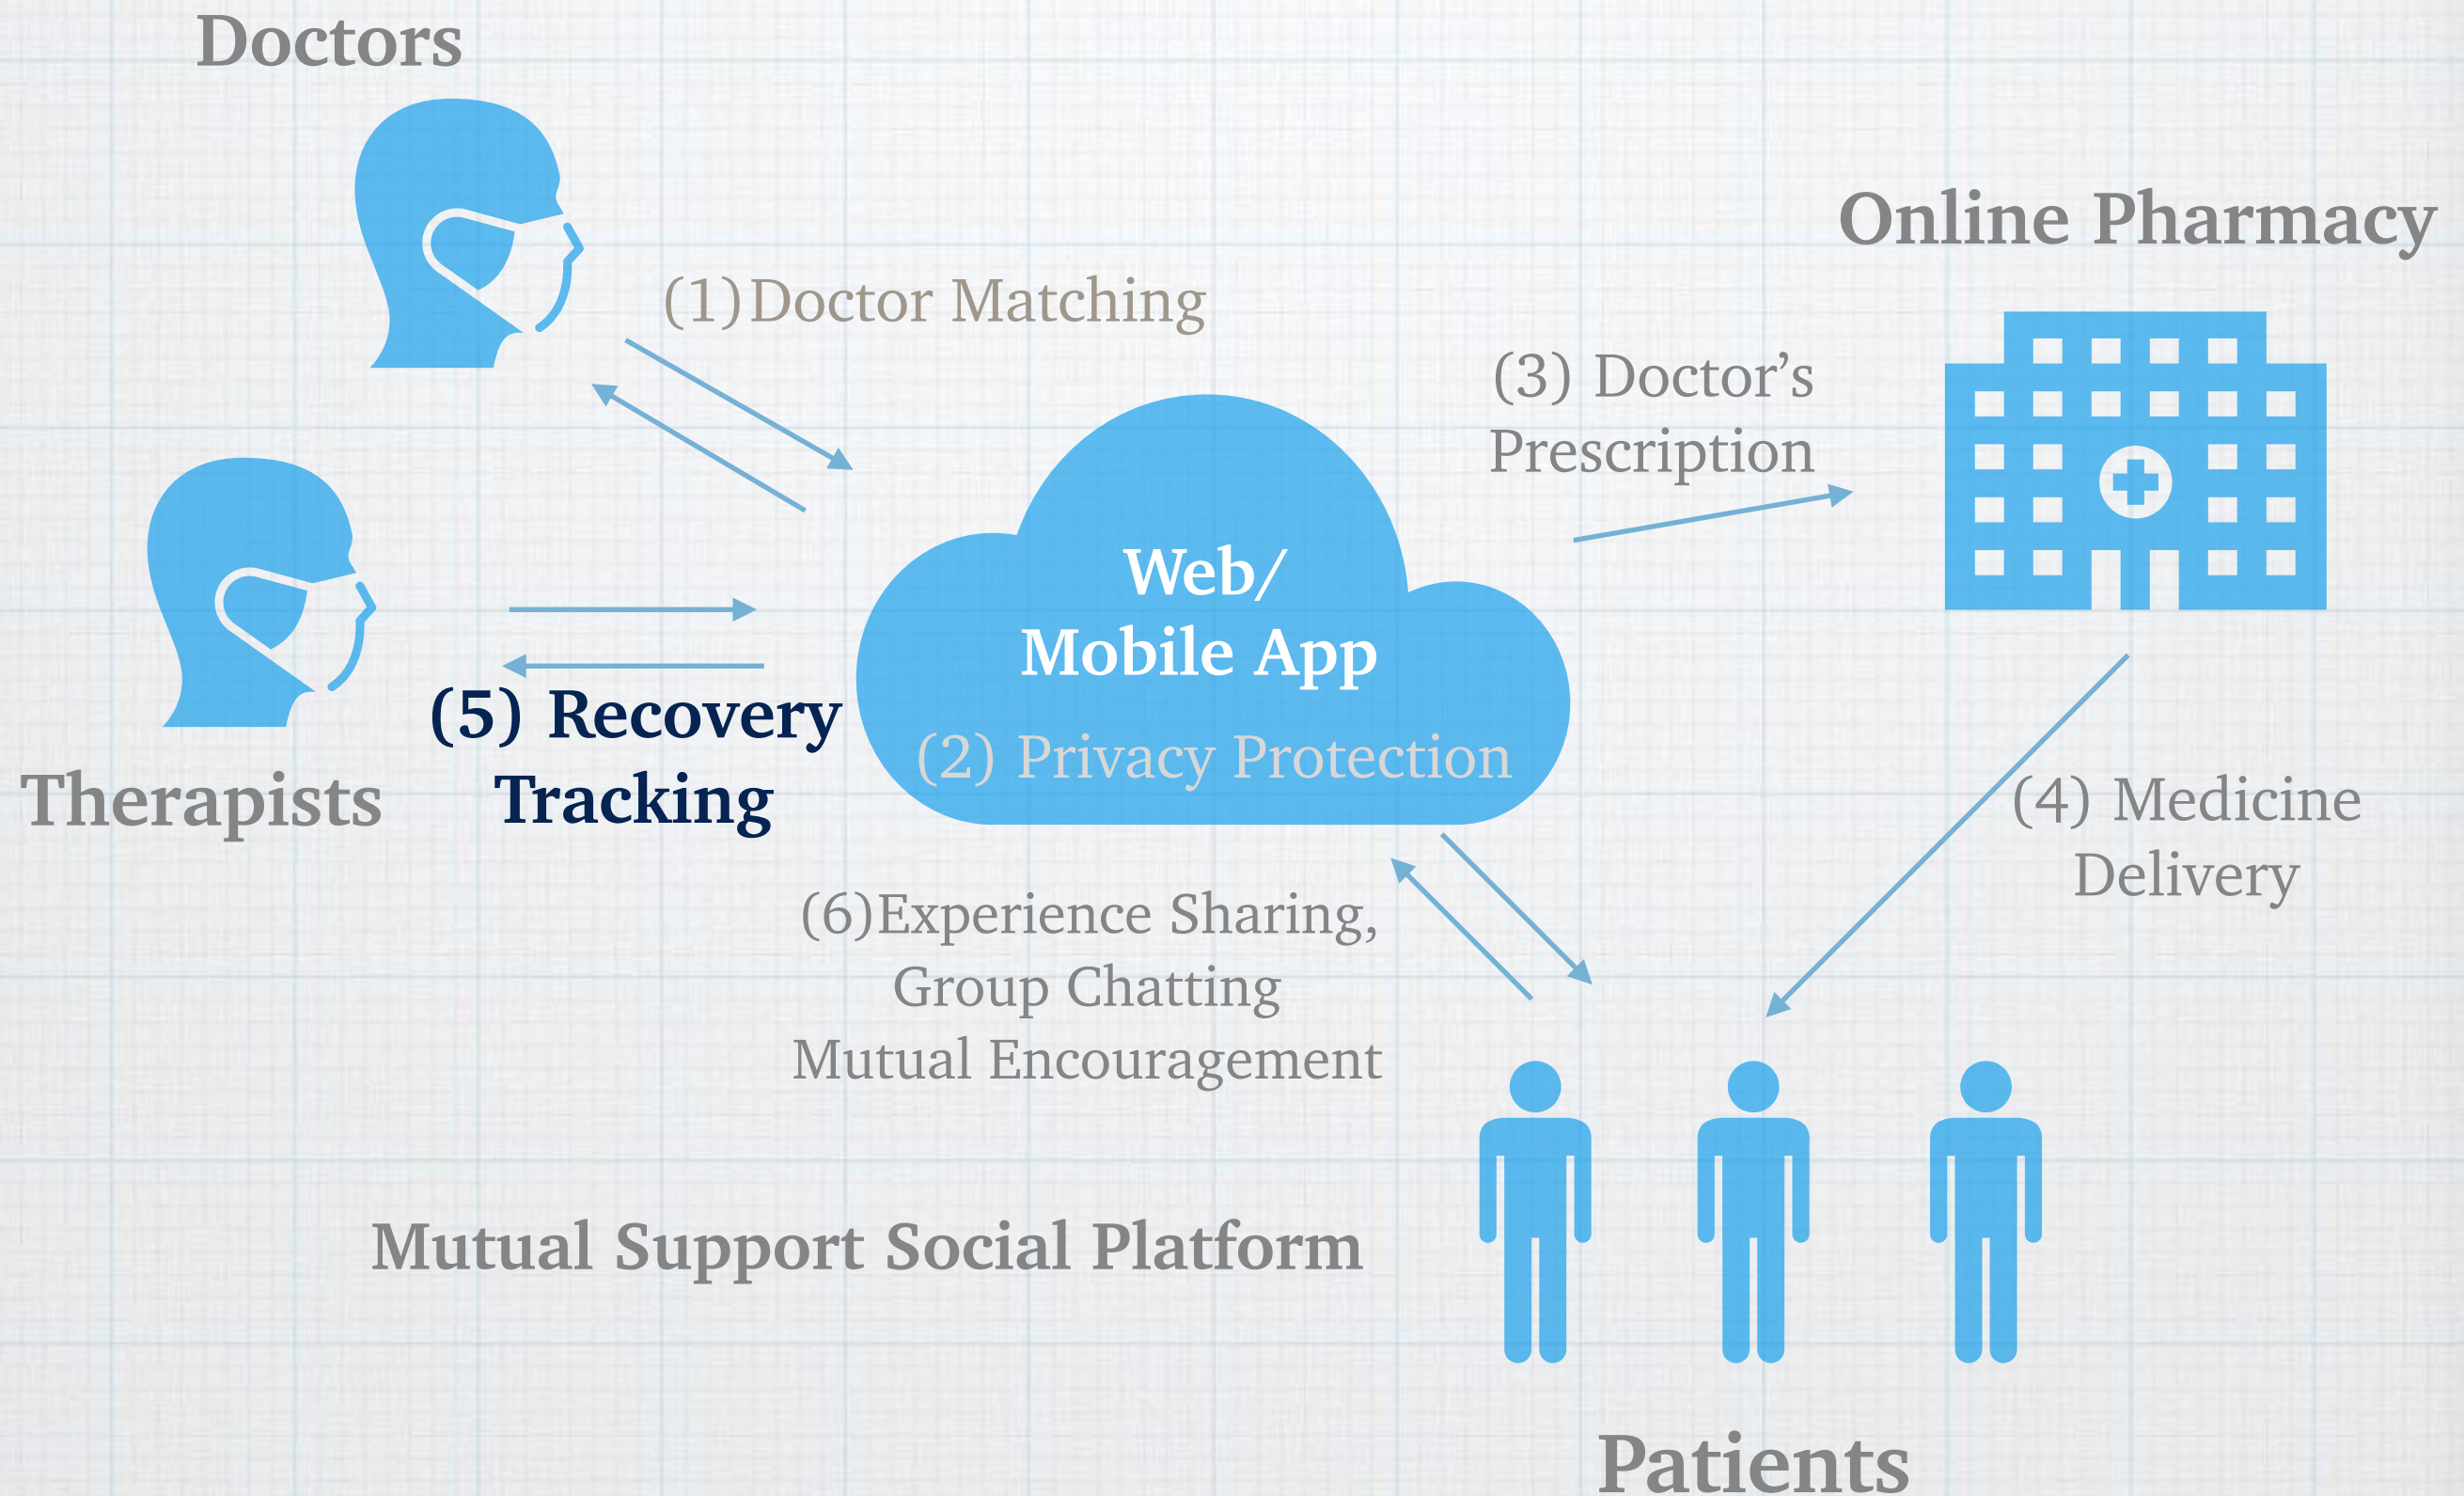 Doctors
Online Pharmacy
(1)Doctor Matching
(3) Doctor’s
Prescription
Web/
Mobile App
(2) Privacy Protection
(5) Recovery
Tracking
Therapists
(4) Medicine
Delivery
(6)Experience Sharing,
Group Chatting
Mutual Encouragement
Mutual Support Social Platform
Patients